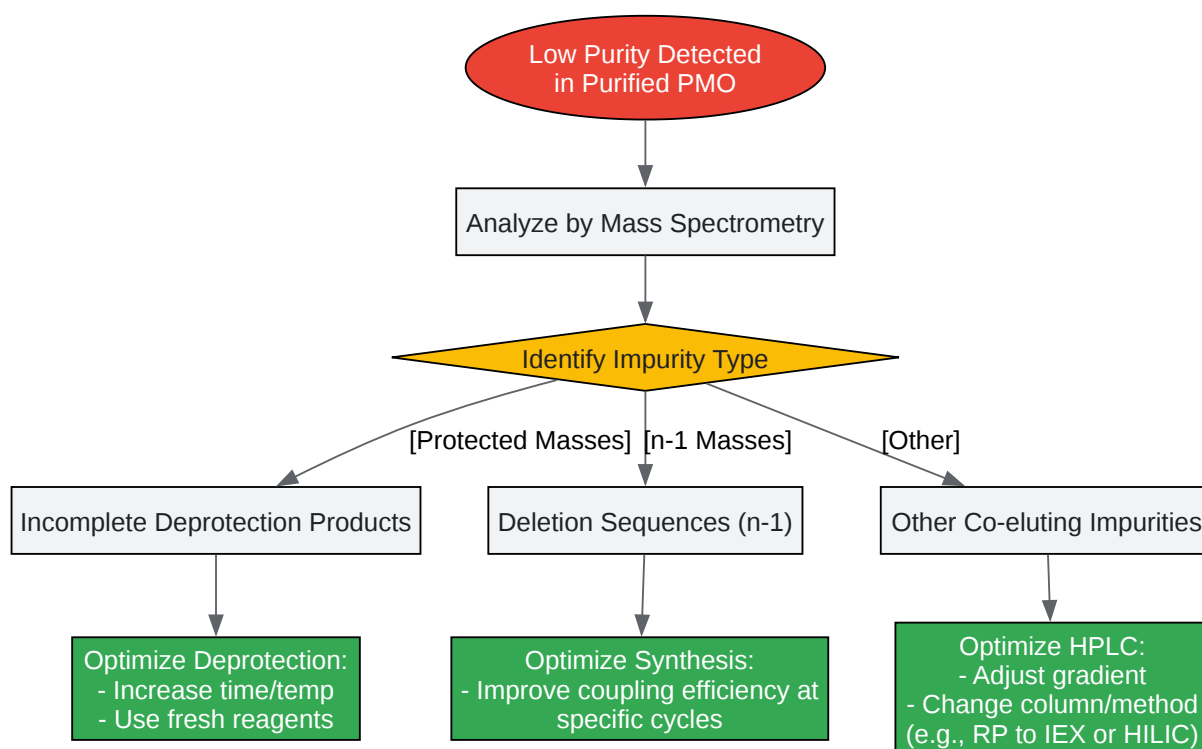 Low Purity Detected
in Purified PMO
Analyze by Mass Spectrometry
Identify Impurity Type
[Protected Masses]
[n-1 Masses]
[Other]
Incomplete Deprotection Products
Deletion Sequences (n-1)
Other Co-eluting Impurities
Optimize Deprotection:
- Increase time/temp
- Use fresh reagents
Optimize Synthesis:
- Improve coupling efficiency at
specific cycles
Optimize HPLC:
- Adjust gradient
- Change column/method
(e.g., RP to IEX or HILIC)